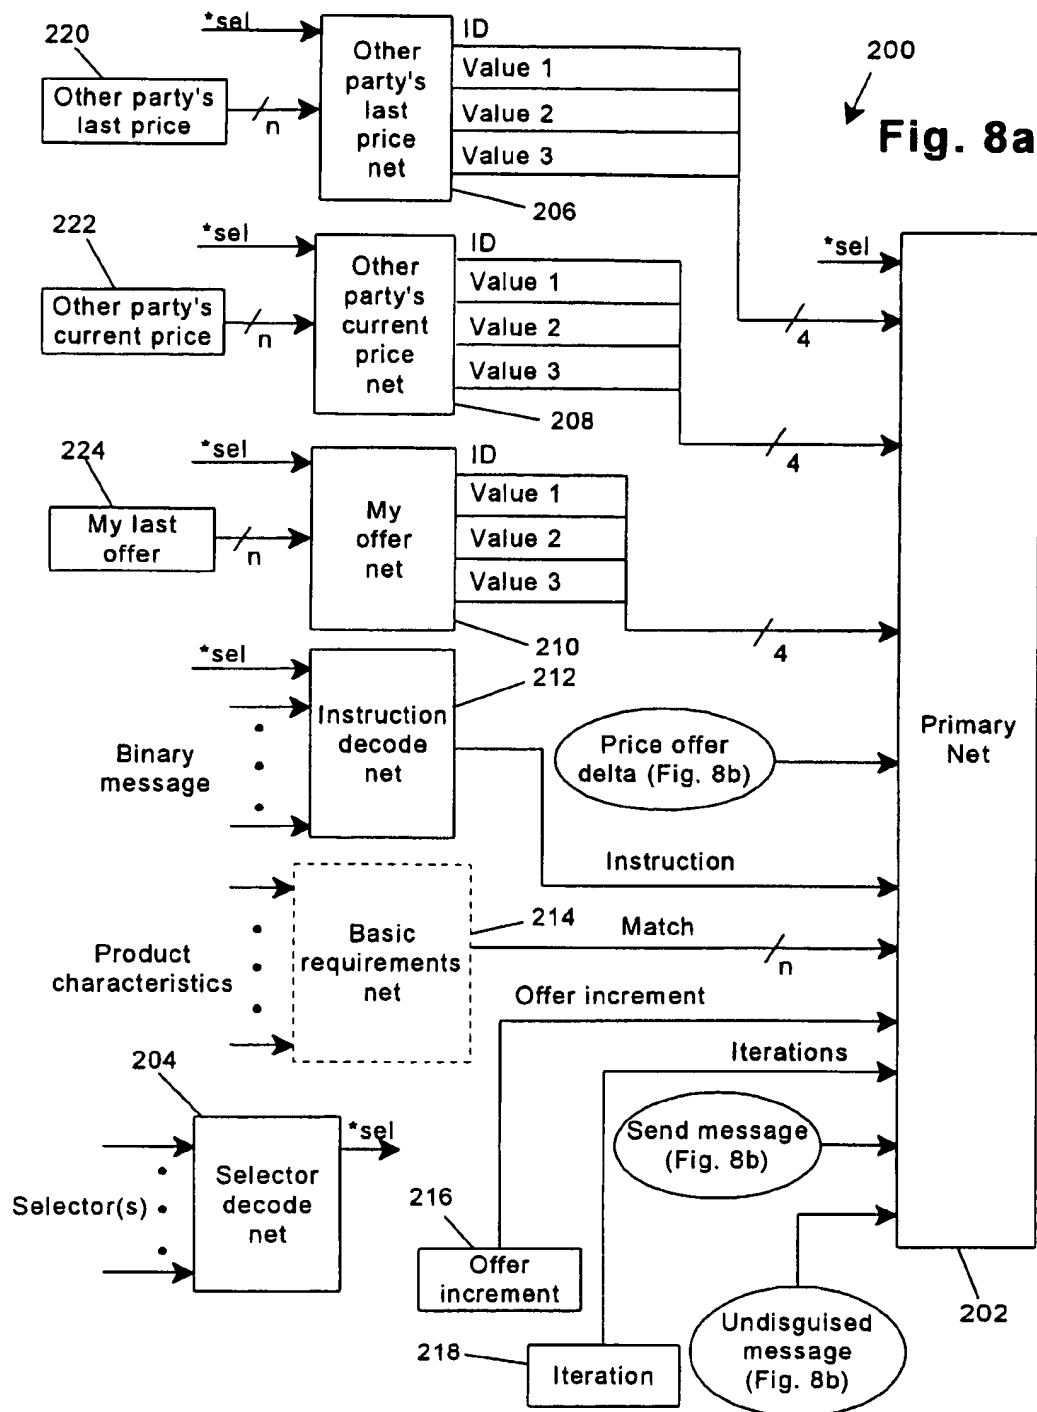 *sel
220
Other party's
last price
n
Other
party's
last
price
net
ID
Value 1
Value 2
Value 3
206
200
Fig. 8a
222
*sel
Other party's
current price
n
Other
party's
current
price
net
ID
Value 1
Value 2
Value 3
208
*sel
4
4
224
*sel
My last
offer
n
My
offer
net
ID
Value 1
Value 2
Value 3
210
4
*sel
212
Binary
message
Instruction
decode
net
Price offer
delta (Fig. 8b)
Primary
Net
Instruction
Product
characteristics
Basic
requirements
net
214
Match
n
Offer increment
Iterations
204
Selector(s)
Selector
decode
net
*sel
Send message
(Fig. 8b)
216
Offer
increment
218
Iteration
Undisguised
message
(Fig. 8b)
202